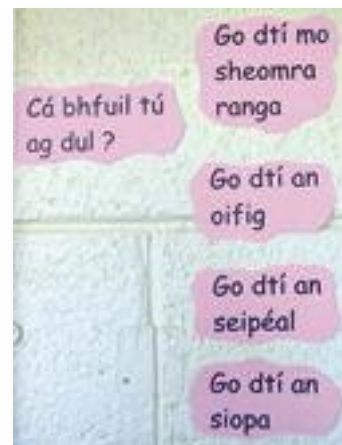 Cá bhfuil tú
ag dul ?
Go dtí mo
sheomra
ranga
Go dtí an
oifig
Go dtí an
seipéal
Go dtí an
siopa